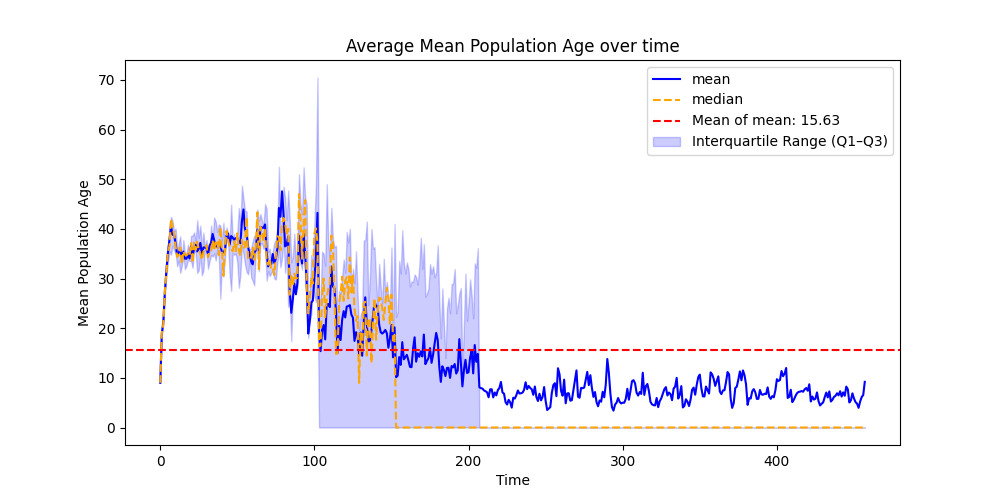 Average Mean Population Age over time
mean
median
Mean of mean: 15.63
Interquartile Range (Q1–Q3)
Mean Population Age
70
60
50
40
30
20
10
0
0 100 200 300 400
Time